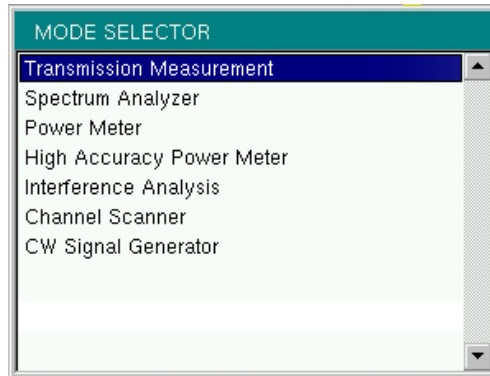 MODE SELECTOR
Transmission Measurement
Spectrum Analyzer
Power Meter
High Accuracy Power Meter
Interference Analysis
Channel Scanner
CW Signal Generator